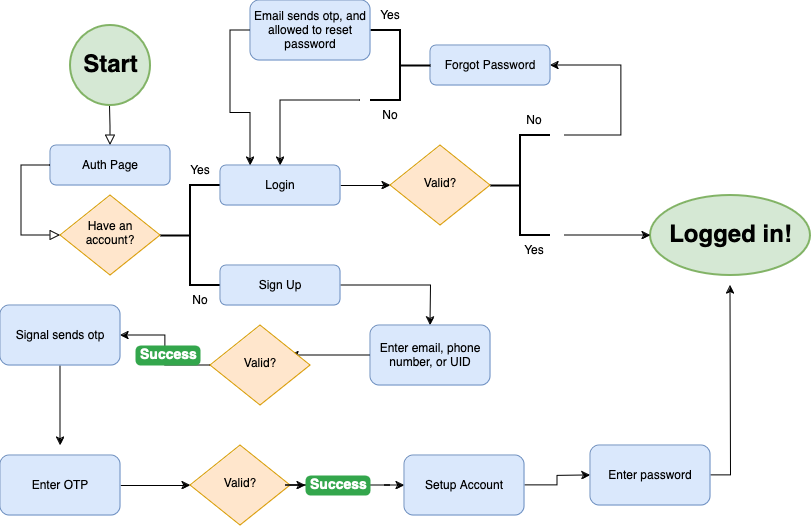 Email sends otp, and
allowed to reset
password
Yes
Start
Forgot Password
No
No
Auth Page
Yes
Login
Valid?
Have an
account?
Logged in!
Yes
No
Sign Up
Signal sends otp
Success
Valid?
Enter email, phone
number, or UID
Enter OTP
Valid?
Success
Setup Account
Enter password